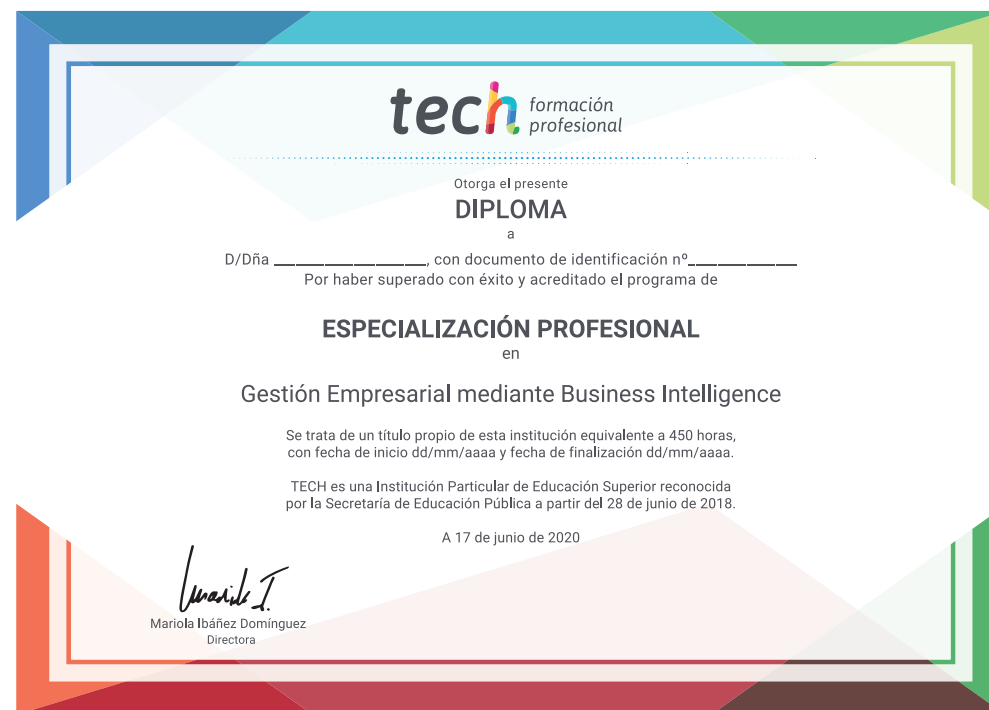 tech formación
profesional
Otorga el presente
DIPLOMA
a
D/Dña ________________, con documento de identificación nº___________
Por haber superado con éxito y acreditado el programa de
ESPECIALIZACIÓN PROFESIONAL
en
Gestión Empresarial mediante Business Intelligence
Se trata de un título propio de esta institución equivalente a 450 horas,
con fecha de inicio dd/mm/aaaa y fecha de finalización dd/mm/aaaa.
TECH es una Institución Particular de Educación Superior reconocida
por la Secretaría de Educación Pública a partir del 28 de junio de 2018.
A 17 de junio de 2020
Mariola Ibáñez Domínguez
Directora